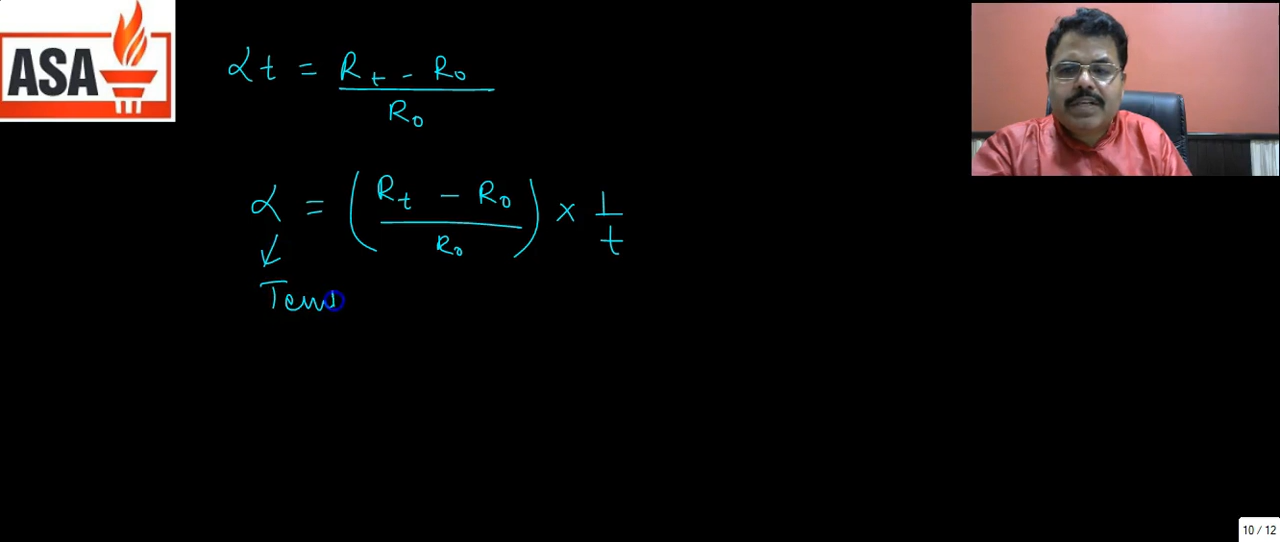 ASA
αt = Rt - R0
R0
α = (Rt - R0) × 1
R0 t
↙
Tem
10 / 12